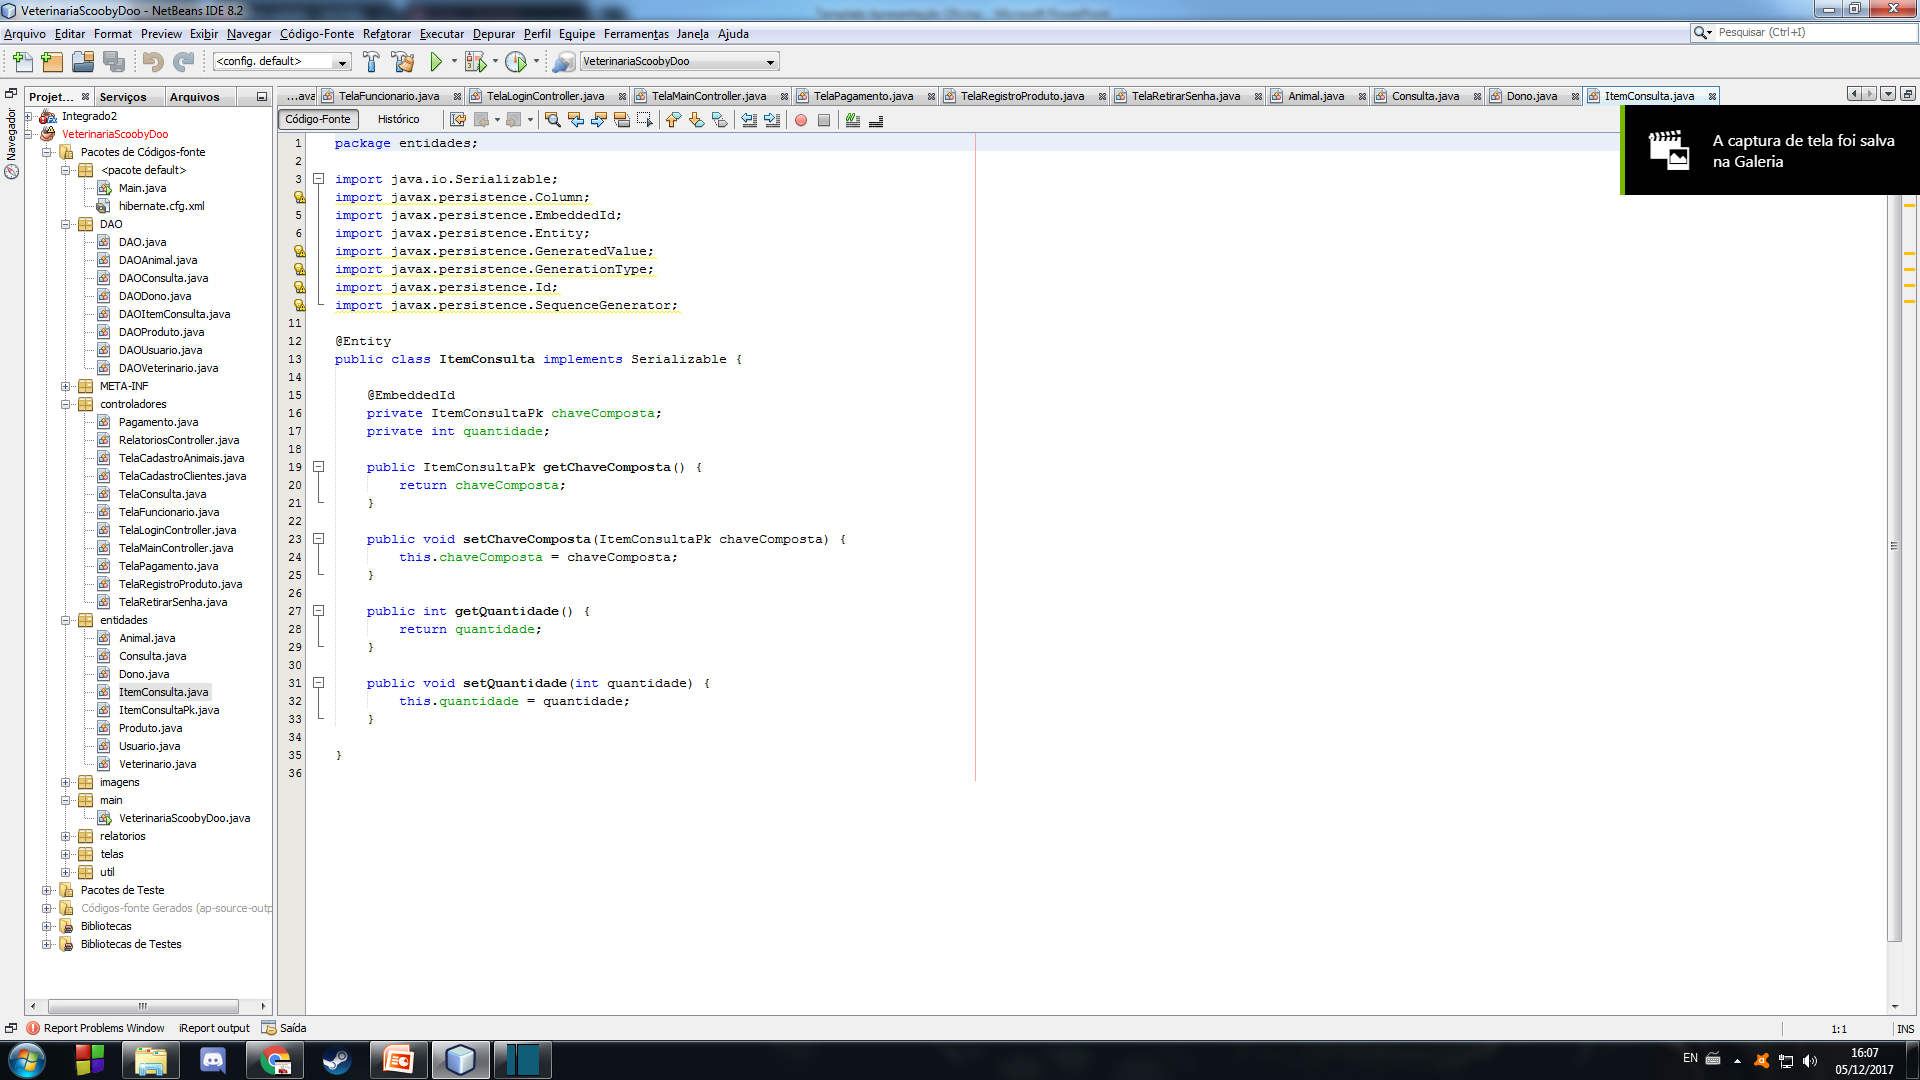 VeterinariaScoobyDoo - NetBeans IDE 8.2
Arquivo Editar Format Preview Exibir Navegar Código-Fonte Refatorar Executar Depurar Perfil Equipe Ferramentas Janela Ajuda
Pesquisar (Ctrl+I)
<config. default>
VeterinariaScoobyDoo
Projet... Serviços Arquivos
...ava TelaFuncionario.java TelaLoginController.java TelaMainController.java TelaPagamento.java TelaRegistroProduto.java TelaRetirarSenha.java Animal.java Consulta.java Dono.java ItemConsulta.java
Navegador
Código-Fonte Histórico
A captura de tela foi salva
na Galeria
Integrado2
VeterinariaScoobyDoo
Pacotes de Códigos-fonte
<pacote default>
Main.java
hibernate.cfg.xml
DAO
DAO.java
DAOAnimal.java
DAOConsulta.java
DAODono.java
DAOItemConsulta.java
DAOProduto.java
DAOUsuario.java
DAOVeterinario.java
META-INF
controladores
Pagamento.java
RelatoriosController.java
TelaCadastroAnimais.java
TelaCadastroClientes.java
TelaConsulta.java
TelaFuncionario.java
TelaLoginController.java
TelaMainController.java
TelaPagamento.java
TelaRegistroProduto.java
TelaRetirarSenha.java
entidades
Animal.java
Consulta.java
Dono.java
ItemConsulta.java
ItemConsultaPk.java
Produto.java
Usuario.java
Veterinario.java
imagens
main
VeterinariaScoobyDoo.java
relatorios
telas
util
Pacotes de Teste
Códigos-fonte Gerados (ap-source-outp
Bibliotecas
Bibliotecas de Testes
1 package entidades;
2
3 import java.io.Serializable;
import javax.persistence.Column;
5 import javax.persistence.EmbeddedId;
6 import javax.persistence.Entity;
import javax.persistence.GeneratedValue;
import javax.persistence.GenerationType;
import javax.persistence.Id;
import javax.persistence.SequenceGenerator;
11
12 @Entity
13 public class ItemConsulta implements Serializable {
14
15 @EmbeddedId
16 private ItemConsultaPk chaveComposta;
17 private int quantidade;
18
19 public ItemConsultaPk getChaveComposta() {
20 return chaveComposta;
21 }
22
23 public void setChaveComposta(ItemConsultaPk chaveComposta) {
24 this.chaveComposta = chaveComposta;
25 }
26
27 public int getQuantidade() {
28 return quantidade;
29 }
30
31 public void setQuantidade(int quantidade) {
32 this.quantidade = quantidade;
33 }
34
35 }
36
Report Problems Window iReport output Saída
1:1 INS
EN
16:07
05/12/2017